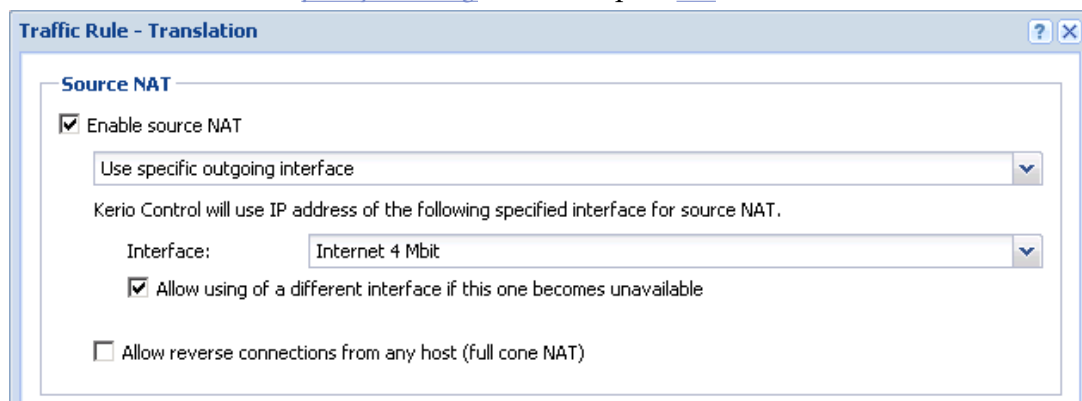 Traffic Rule - Translation
Source NAT
Enable source NAT
Use specific outgoing interface
Kerio Control will use IP address of the following specified interface for source NAT.
Interface: Internet 4 Mbit
Allow using of a different interface if this one becomes unavailable
Allow reverse connections from any host (full cone NAT)